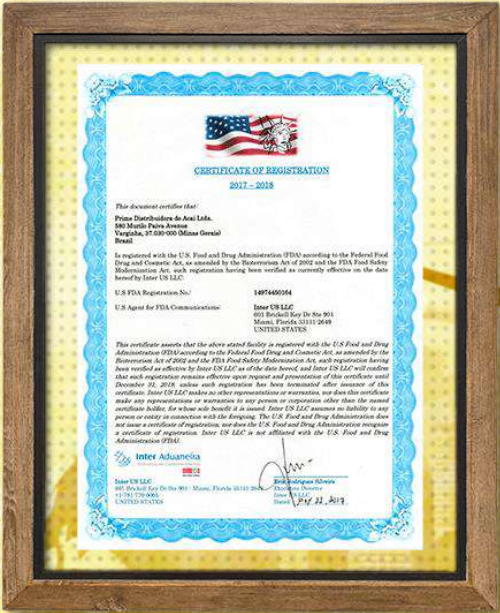 CERTIFICATE OF REGISTRATION
2017 – 2018
This document certifies that:
Prime Distribuidora de Acai Ltda.
580 Murilo Paiva Avenue
Varginha, 37.030-000 (Minas Gerais)
Brazil
Is registered with the U.S. Food and Drug Administration (FDA) according to the Federal Food
Drug and Cosmetic Act, as amended by the Bioterrorism Act of 2002 and the FDA Food Safety
Modernization Act, such registration having been verified as currently effective on the date
hereof by Inter US LLC:
U.S FDA Registration No.: 14974450164
U.S Agent for FDA Communications: Inter US LLC
601 Brickell Key Dr Ste 901
Miami, Florida 33131-2649
UNITED STATES
This certificate asserts that the above stated facility is registered with the U.S Food and Drug
Administration (FDA) according to the Federal Food Drug and Cosmetic Act, as amended by the
Bioterrorism Act of 2002 and the FDA Food Safety Modernization Act, such registration having
been verified as effective by Inter US LLC as of the date hereof, and Inter US LLC will confirm
that such registration remains effective upon request and presentation of this certificate until
December 31, 2018, unless such registration has been terminated after issuance of this
certificate. Inter US LLC makes no other representations or warranties, nor does this certificate
make any representations or warranties to any person or corporation other than the named
certificate holder, for whose sole benefit it is issued. Inter US LLC assumes no liability to any
person or entity in connection with the foregoing. The U.S. Food and Drug Administration does
not issue a certificate of registration, nor does the U.S. Food and Drug Administration recognize
a certificate of registration. Inter US LLC is not affiliated with the U.S. Food and Drug
Administration (FDA).
Inter Aduaneira
Inter US LLC
601 Brickell Key Dr Ste 901 - Miami, Florida 33131-2649
UNITED STATES
Erik Rodrigues Silveira
Executive Director
Inter US LLC
Dated: